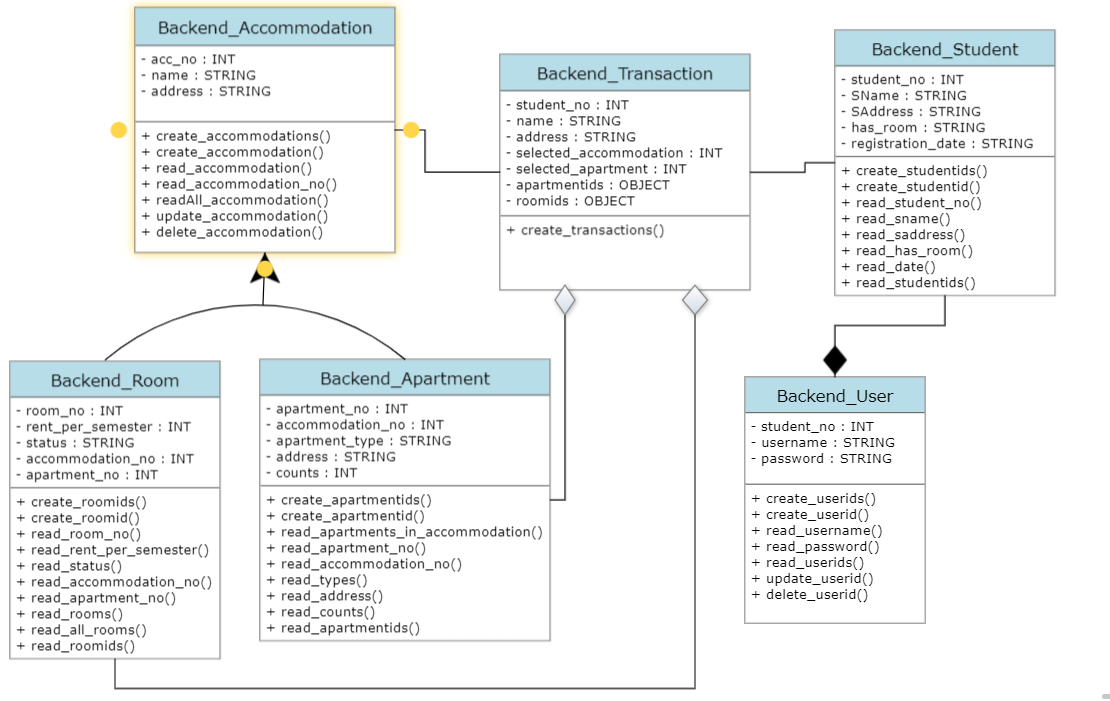 Backend_Accommodation
- acc_no : INT
- name : STRING
- address : STRING
+ create_accommodations()
+ create_accommodation()
+ read_accommodation()
+ read_accommodation_no()
+ readAll_accommodation()
+ update_accommodation()
+ delete_accommodation()
Backend_Transaction
- student_no : INT
- name : STRING
- address : STRING
- selected_accommodation : INT
- selected_apartment : INT
- apartmentids : OBJECT
- roomids : OBJECT
+ create_transactions()
Backend_Student
- student_no : INT
- SName : STRING
- SAddress : STRING
- has_room : STRING
- registration_date : STRING
+ create_studentids()
+ create_studentid()
+ read_student_no()
+ read_sname()
+ read_saddress()
+ read_has_room()
+ read_date()
+ read_studentids()
Backend_Room
- room_no : INT
- rent_per_semester : INT
- status : STRING
- accommodation_no : INT
- apartment_no : INT
+ create_roomids()
+ create_roomid()
+ read_room_no()
+ read_rent_per_semester()
+ read_status()
+ read_accommodation_no()
+ read_apartment_no()
+ read_rooms()
+ read_all_rooms()
+ read_roomids()
Backend_Apartment
- apartment_no : INT
- accommodation_no : INT
- apartment_type : STRING
- address : STRING
- counts : INT
+ create_apartmentids()
+ create_apartmentid()
+ read_apartments_in_accommodation()
+ read_apartment_no()
+ read_accommodation_no()
+ read_types()
+ read_address()
+ read_counts()
+ read_apartmentids()
Backend_User
- student_no : INT
- username : STRING
- password : STRING
+ create_userids()
+ create_userid()
+ read_username()
+ read_password()
+ read_userids()
+ update_userid()
+ delete_userid()